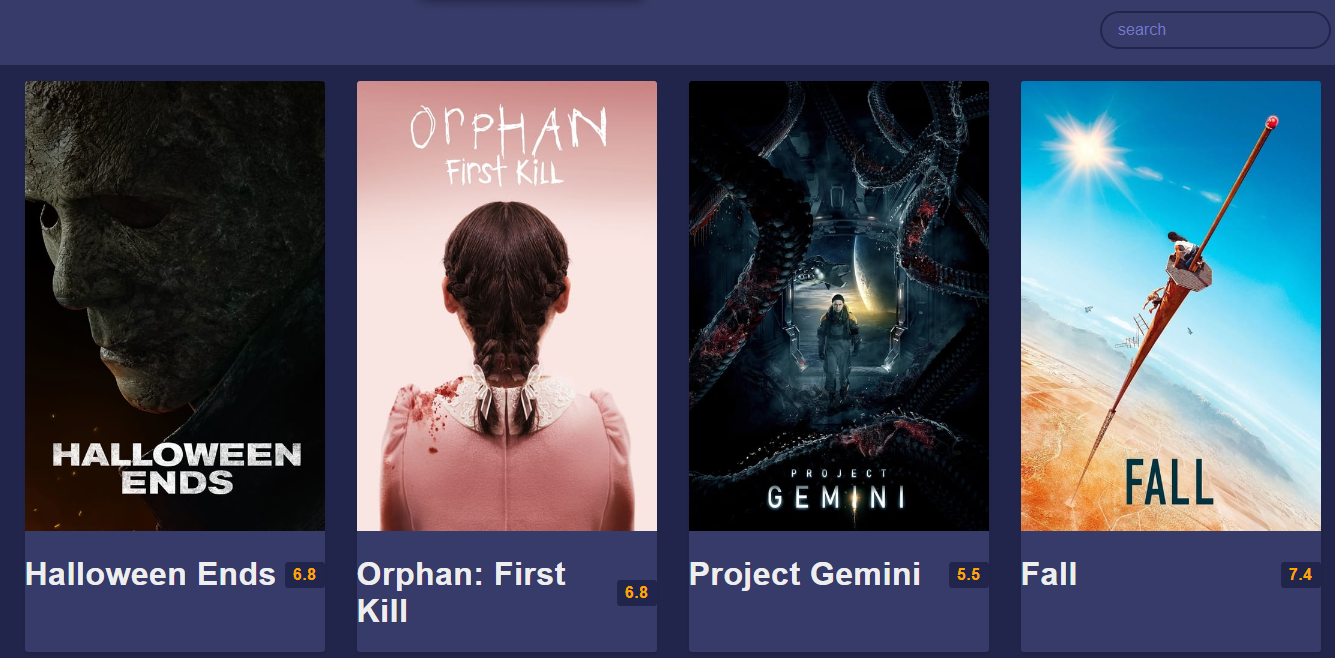 search
ORPHAN
First Kill
HALLOWEEN
ENDS
PROJECT
GEMINI
FALL
Halloween Ends 6.8
Orphan: First
Kill 6.8
Project Gemini 5.5
Fall 7.4